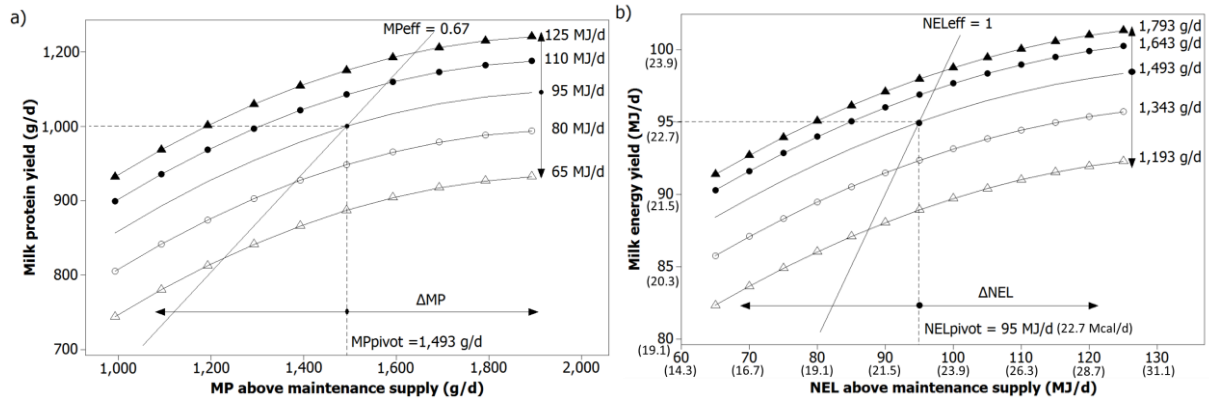 a)
MPeff = 0.67
125 MJ/d
110 MJ/d
95 MJ/d
80 MJ/d
65 MJ/d
Milk protein yield (g/d)
1,200
1,100
1,000
900
800
700
ΔMP
MPpivot =1,493 g/d
1,000 1,200 1,400 1,600 1,800 2,000
MP above maintenance supply (g/d)
b)
NELeff = 1
1,793 g/d
1,643 g/d
1,493 g/d
1,343 g/d
1,193 g/d
Milk energy yield (MJ/d)
100
(23.9)
95
(22.7)
90
(21.5)
85
(20.3)
80
(19.1)
ΔNEL
NELpivot = 95 MJ/d (22.7 Mcal/d)
60 70 80 90 100 110 120 130
(14.3) (16.7) (19.1) (21.5) (23.9) (26.3) (28.7) (31.1)
NEL above maintenance supply (MJ/d)